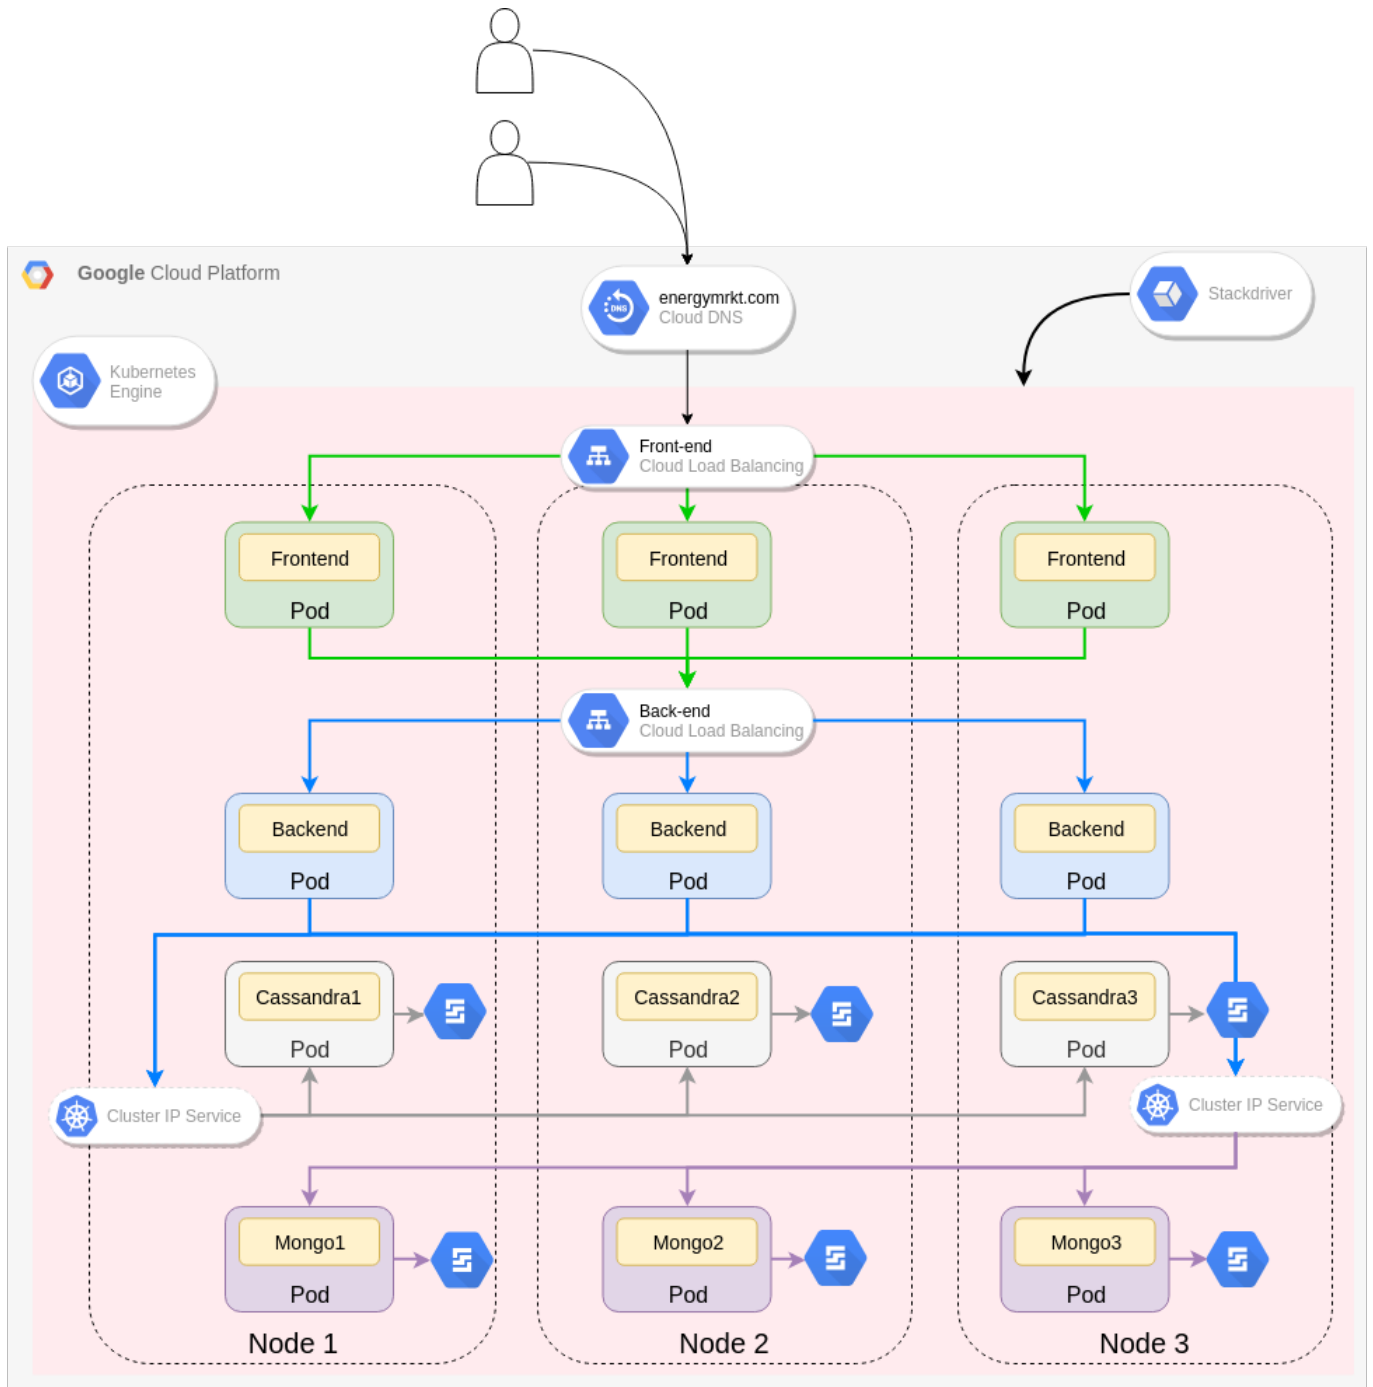 Google Cloud Platform
energymrkt.com
Cloud DNS
DNS
Stackdriver
Kubernetes
Engine
Front-end
Cloud Load Balancing
Frontend
Pod
Frontend
Pod
Frontend
Pod
Back-end
Cloud Load Balancing
Backend
Pod
Backend
Pod
Backend
Pod
Cassandra1
Pod
Cassandra2
Pod
Cassandra3
Pod
Cluster IP Service
Cluster IP Service
Mongo1
Pod
Mongo2
Pod
Mongo3
Pod
Node 1
Node 2
Node 3